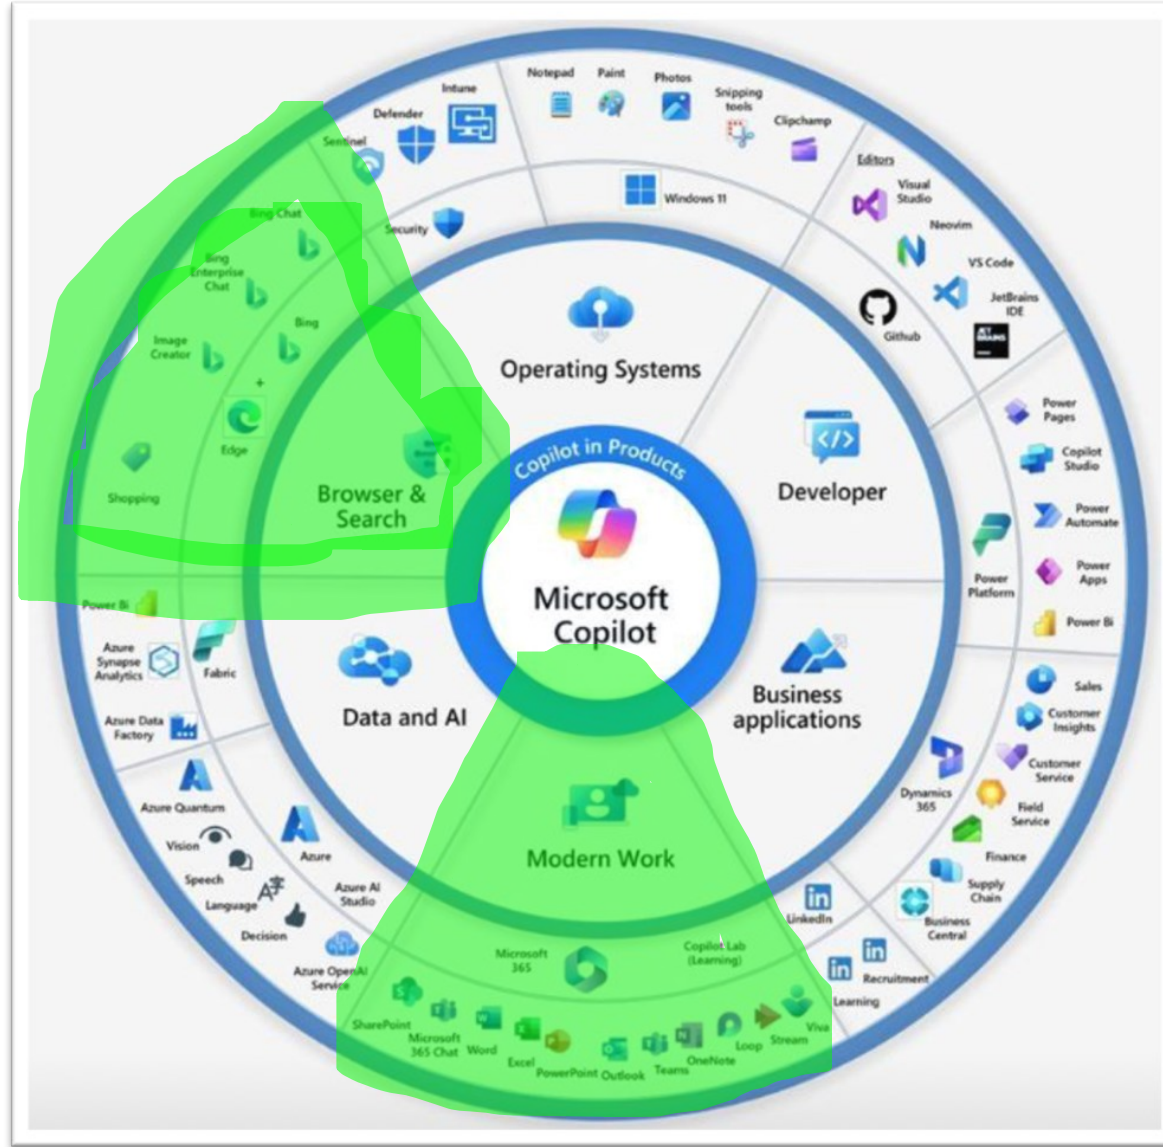 Intune
Defender
Sentinel
Security
Notepad
Paint
Photos
Snipping
tools
Clipchamp
Windows 11
Editors
Visual
Studio
Neovim
VS Code
JetBrains
IDE
JET
BRAINS
Github
Bing Chat
Bing
Enterprise
Chat
Image
Creator
Bing
+
Edge
Shopping
Browser &
Search
Operating Systems
Developer
Copilot in Products
Microsoft
Copilot
Power
Pages
Copilot
Studio
Power
Automate
Power
Apps
Power Bi
Power
Platform
Power Bi
Azure
Synapse
Analytics
Azure Data
Factory
Fabric
Data and AI
Business
applications
Sales
Customer
Insights
Customer
Service
Field
Service
Finance
Supply
Chain
Business
Central
Dynamics
365
Azure Quantum
Vision
Speech
Language
Decision
Azure OpenAI
Service
Azure
Azure AI
Studio
Modern Work
in
LinkedIn
in
Recruitment
in
Learning
Microsoft
365
Copilot Lab
(Learning)
SharePoint
Microsoft
365 Chat
Word
Excel
PowerPoint
Outlook
Teams
OneNote
Loop
Stream
Viva